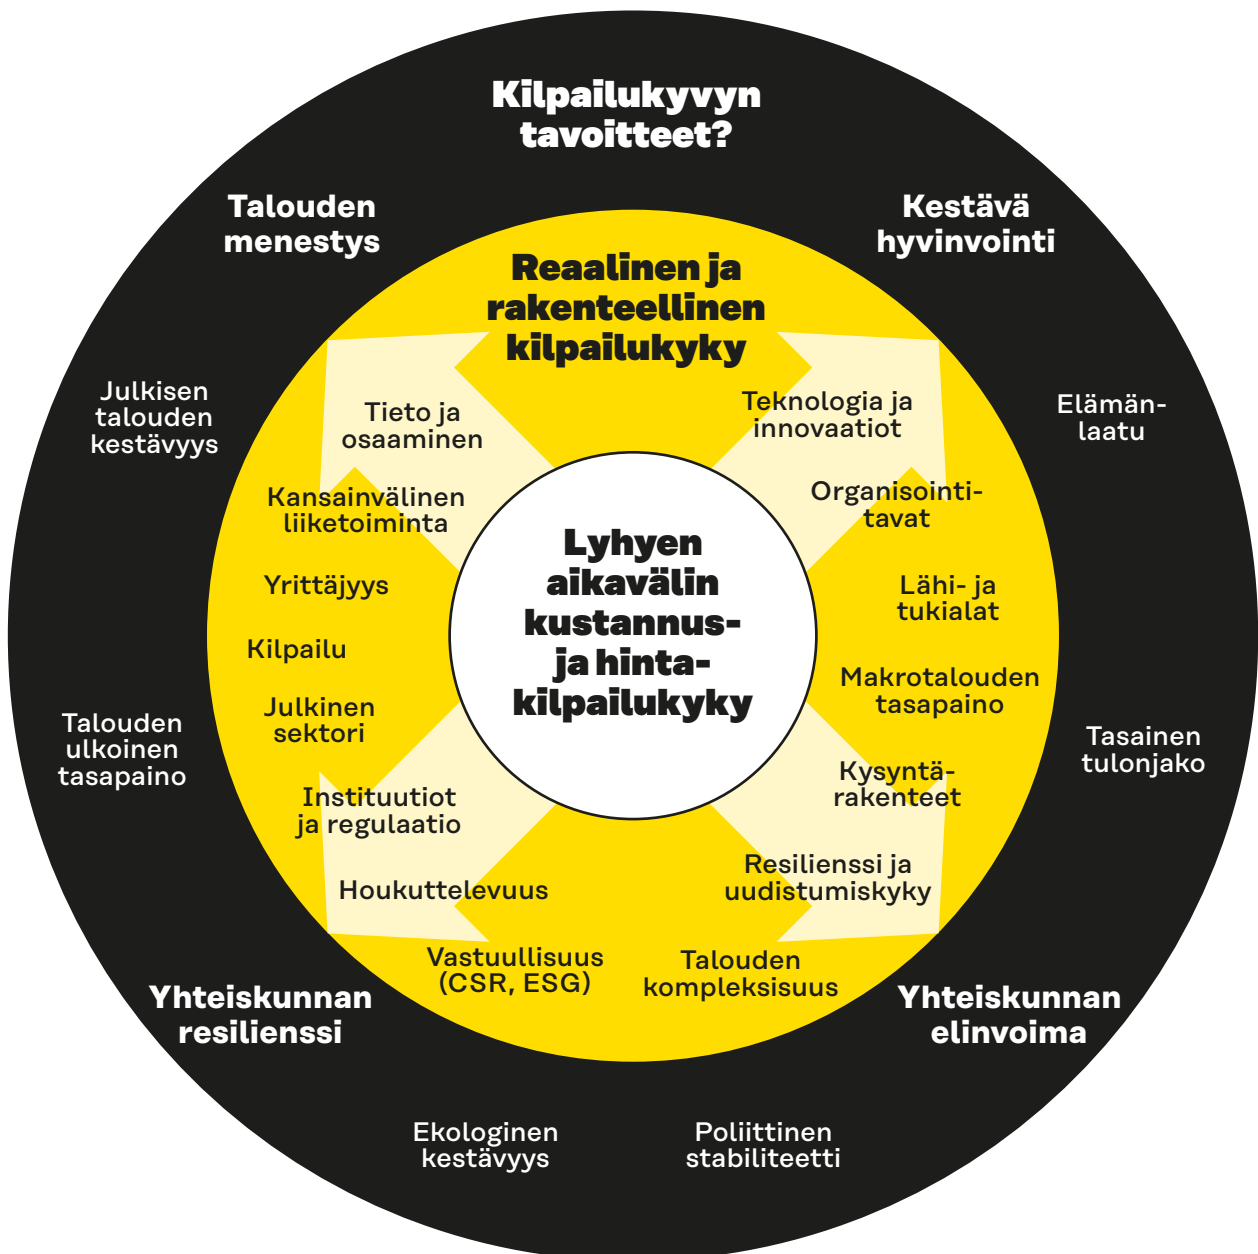 Kilpailukyvyn
tavoitteet?
Talouden
menestys
Kestävä
hyvinvointi
Julkisen
talouden
kestävyys
Elämän-
laatu
Talouden
ulkoinen
tasapaino
Tasainen
tulonjako
Yhteiskunnan
resilienssi
Yhteiskunnan
elinvoima
Ekologinen
kestävyys
Poliittinen
stabiliteetti
Reaalinen ja
rakenteellinen
kilpailukyky
Tieto ja
osaaminen
Kansainvälinen
liiketoiminta
Yrittäjyys
Kilpailu
Julkinen
sektori
Instituutiot
ja regulaatio
Houkuttelevuus
Vastuullisuus
(CSR, ESG)
Teknologia ja
innovaatiot
Organisointi-
tavat
Lähi- ja
tukialat
Makrotalouden
tasapaino
Kysyntä-
rakenteet
Resilienssi ja
uudistumiskyky
Talouden
kompleksisuus
Lyhyen
aikavälin
kustannus-
ja hinta-
kilpailukyky